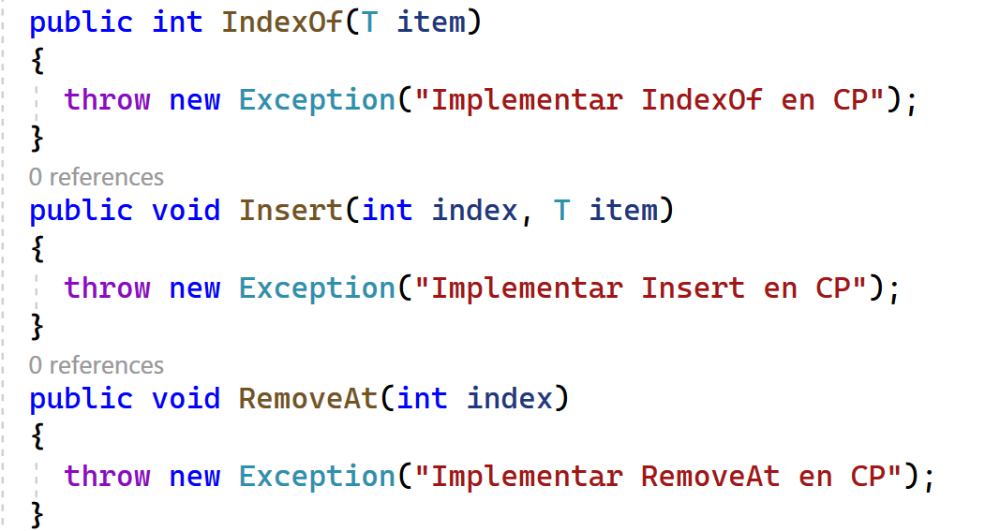 public int IndexOf(T item)
{
throw new Exception("Implementar IndexOf en CP");
}
0 references
public void Insert(int index, T item)
{
throw new Exception("Implementar Insert en CP");
}
0 references
public void RemoveAt(int index)
{
throw new Exception("Implementar RemoveAt en CP");
}